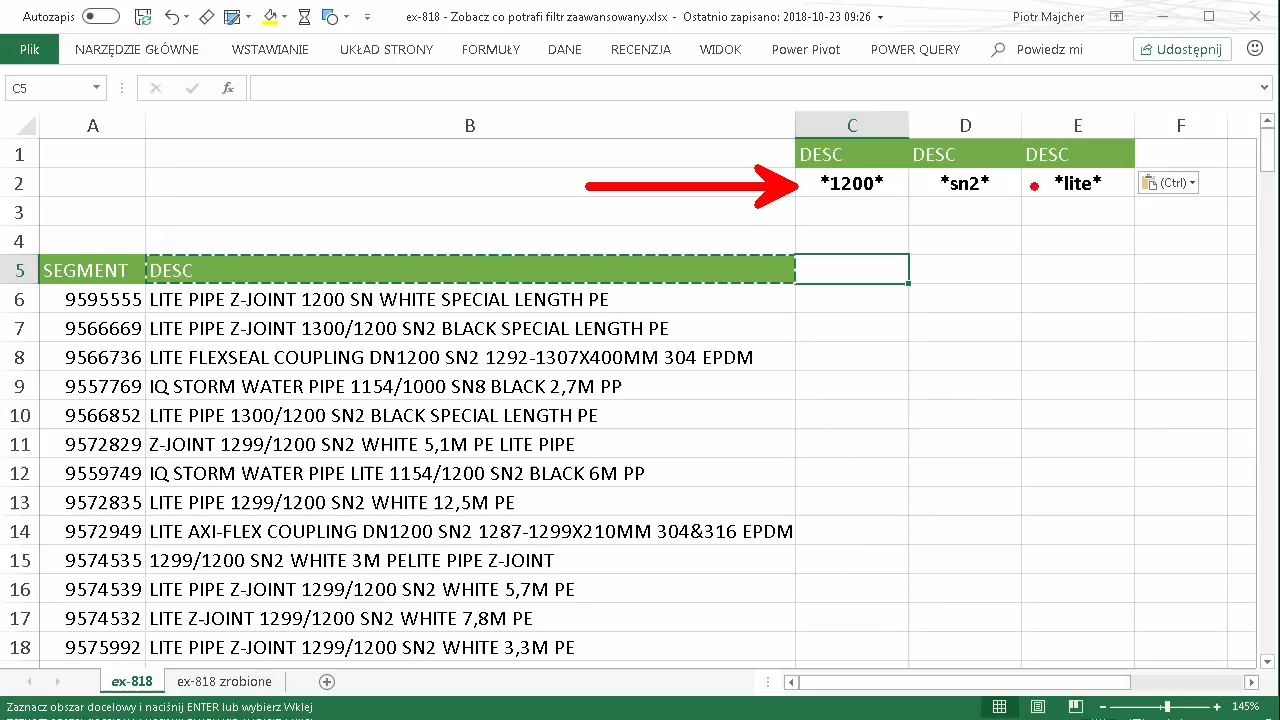 Autozapis ex-818 - Zobacz co potrafi filtr zaawansowany.xlsx - Ostatnio zapisano: 2018-10-23 09:26 Piotr Majcher
Plik NARZĘDZIE GŁÓWNE WSTAWIANIE UKŁAD STRONY FORMUŁY DANE RECENZJA WIDOK Power Pivot POWER QUERY Powiedz mi Udostępnij
C5 fx
A B C D E F
1 DESC DESC DESC
2 *1200* *sn2* *lite* (Ctrl)
3
4
5 SEGMENT DESC
6 9595555 LITE PIPE Z-JOINT 1200 SN WHITE SPECIAL LENGTH PE
7 9566669 LITE PIPE Z-JOINT 1300/1200 SN2 BLACK SPECIAL LENGTH PE
8 9566736 LITE FLEXSEAL COUPLING DN1200 SN2 1292-1307X400MM 304 EPDM
9 9557769 IQ STORM WATER PIPE 1154/1000 SN8 BLACK 2,7M PP
10 9566852 LITE PIPE 1300/1200 SN2 BLACK SPECIAL LENGTH PE
11 9572829 Z-JOINT 1299/1200 SN2 WHITE 5,1M PE LITE PIPE
12 9559749 IQ STORM WATER PIPE LITE 1154/1200 SN2 BLACK 6M PP
13 9572835 LITE PIPE 1299/1200 SN2 WHITE 12,5M PE
14 9572949 LITE AXI-FLEX COUPLING DN1200 SN2 1287-1299X210MM 304&316 EPDM
15 9574535 1299/1200 SN2 WHITE 3M PELITE PIPE Z-JOINT
16 9574539 LITE PIPE Z-JOINT 1299/1200 SN2 WHITE 5,7M PE
17 9574532 LITE Z-JOINT 1299/1200 SN2 WHITE 7,8M PE
18 9575992 LITE PIPE Z-JOINT 1299/1200 SN2 WHITE 3,3M PE
ex-818 ex-818 zrobione
Zaznacz obszar docelowy i naciśnij ENTER lub wybierz Wklej 145%